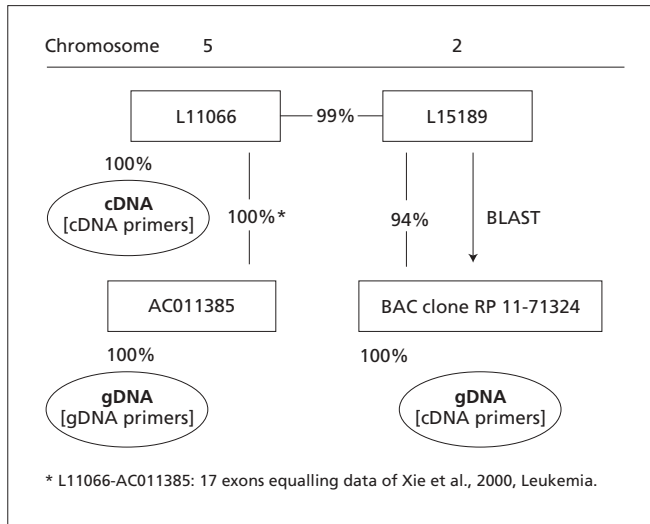 Chromosome 5 2
L11066 99% L15189
100%
cDNA
[cDNA primers]
100%* 94% BLAST
AC011385 BAC clone RP 11-71324
100% 100%
gDNA
[gDNA primers]
gDNA
[cDNA primers]
* L11066-AC011385: 17 exons equalling data of Xie et al., 2000, Leukemia.